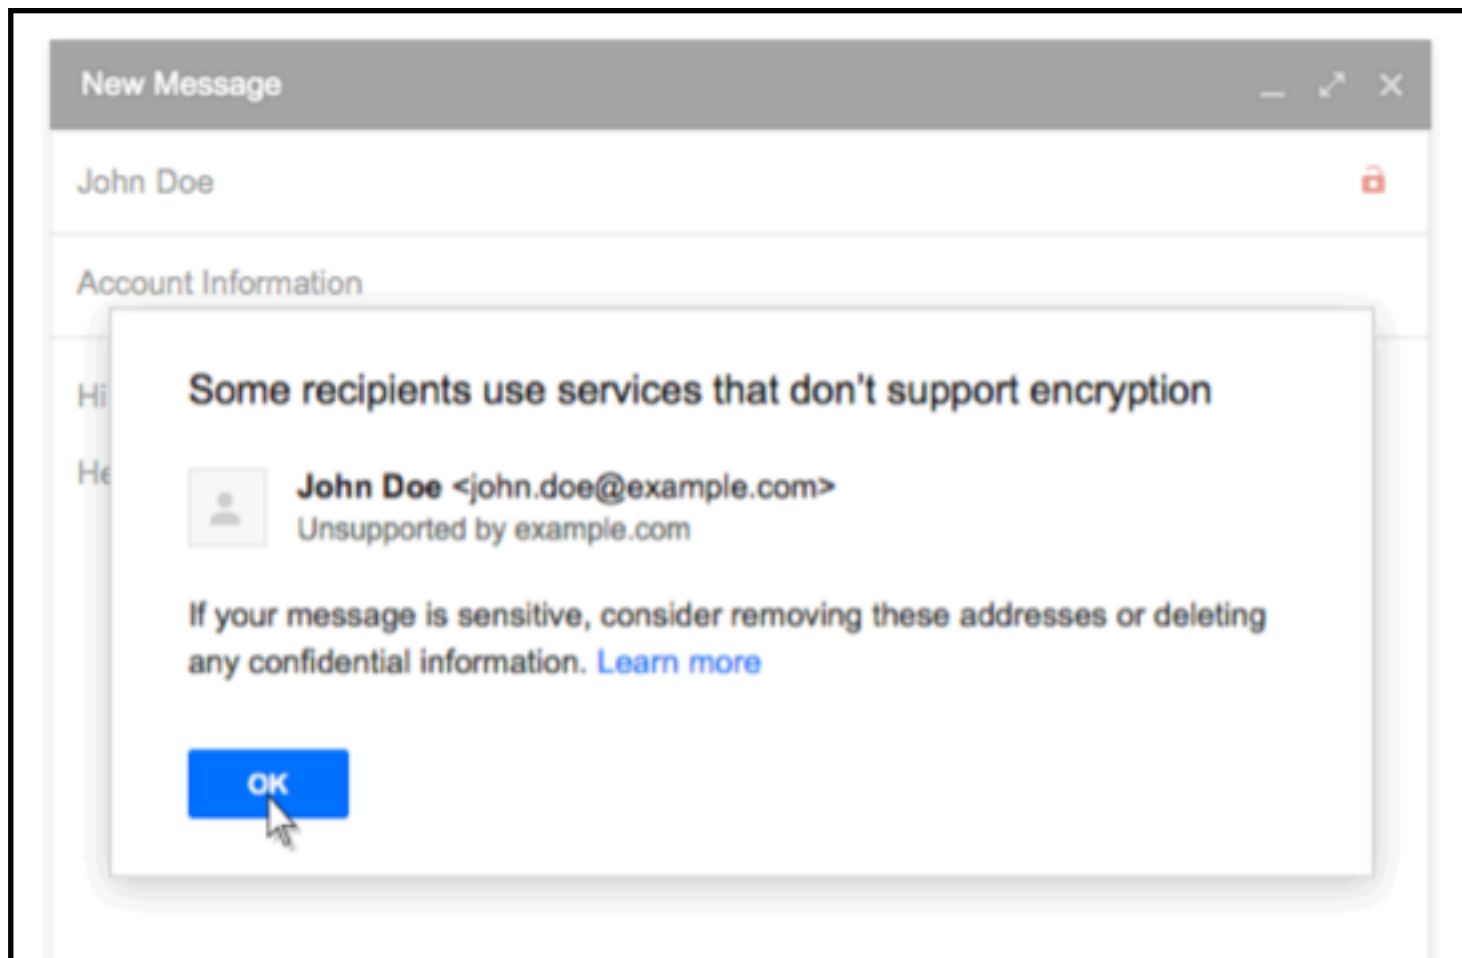 New Message
John Doe
Account Information
Hi
He
Some recipients use services that don't support encryption
John Doe <john.doe@example.com>
Unsupported by example.com
If your message is sensitive, consider removing these addresses or deleting
any confidential information. Learn more
OK